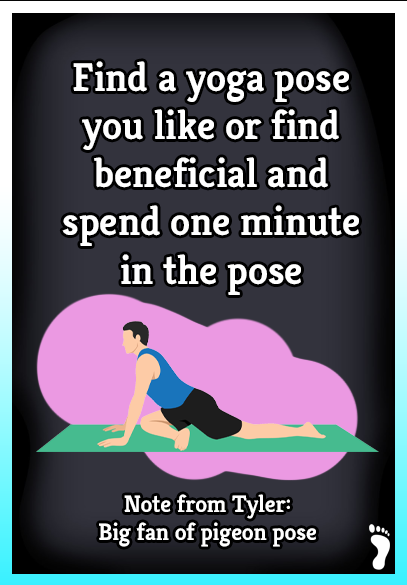 Find a yoga pose
you like or find
beneficial and
spend one minute
in the pose
Note from Tyler:
Big fan of pigeon pose